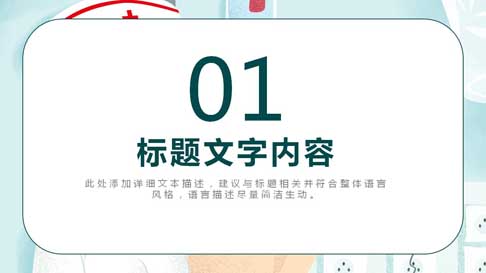 01
标题文字内容
此处添加详细文本描述，建议与标题相关并符合整体语言
风格，语言描述尽量简洁生动。